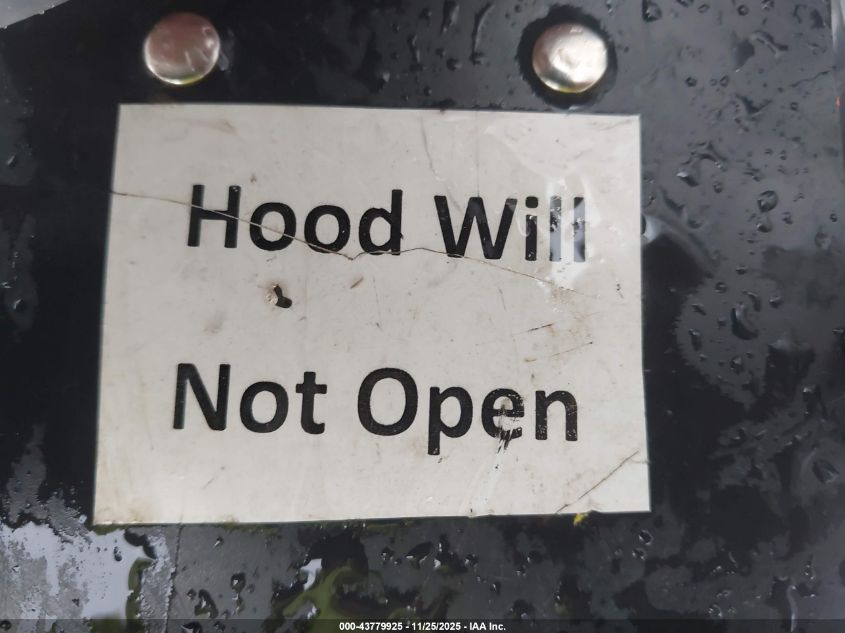 Hood Will
Not Open
000-43779925 - 11/25/2025 - IAA Inc.